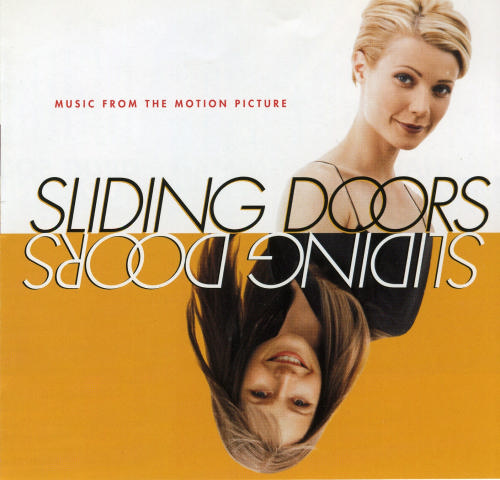 MUSIC FROM THE MOTION PICTURE
SLIDING DOORS
SLIDING DOORS